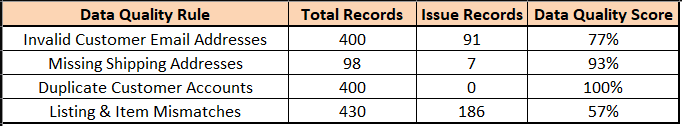 Data Quality Rule Total Records Issue Records Data Quality Score
Invalid Customer Email Addresses 400 91 77%
Missing Shipping Addresses 98 7 93%
Duplicate Customer Accounts 400 0 100%
Listing & Item Mismatches 430 186 57%